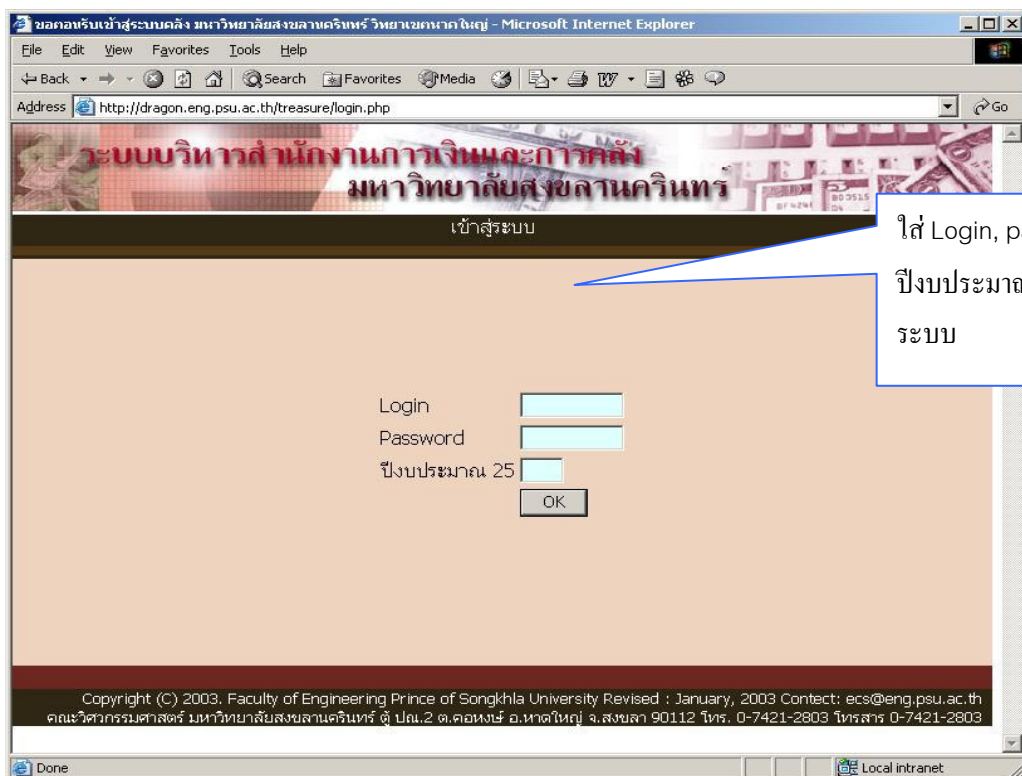 ขอต้อนรับเข้าสู่ระบบคลัง มหาวิทยาลัยสงขลานครินทร์ วิทยาเขตหาดใหญ่ - Microsoft Internet Explorer
File Edit View Favorites Tools Help
Back Search Favorites Media
Address http://dragon.eng.psu.ac.th/treasure/login.php Go
ระบบบริหารสำนักงานการเงินและการคลัง
มหาวิทยาลัยสงขลานครินทร์
เข้าสู่ระบบ
ใส่ Login, pa
ปีงบประมาณ
ระบบ
Login
Password
ปีงบประมาณ 25
OK
Copyright (C) 2003. Faculty of Engineering Prince of Songkhla University Revised : January, 2003 Contect: ecs@eng.psu.ac.th
คณะวิศวกรรมศาสตร์ มหาวิทยาลัยสงขลานครินทร์ ตู้ ปณ.2 ต.คอหงษ์ อ.หาดใหญ่ จ.สงขลา 90112 โทร. 0-7421-2803 โทรสาร 0-7421-2803
Done Local intranet